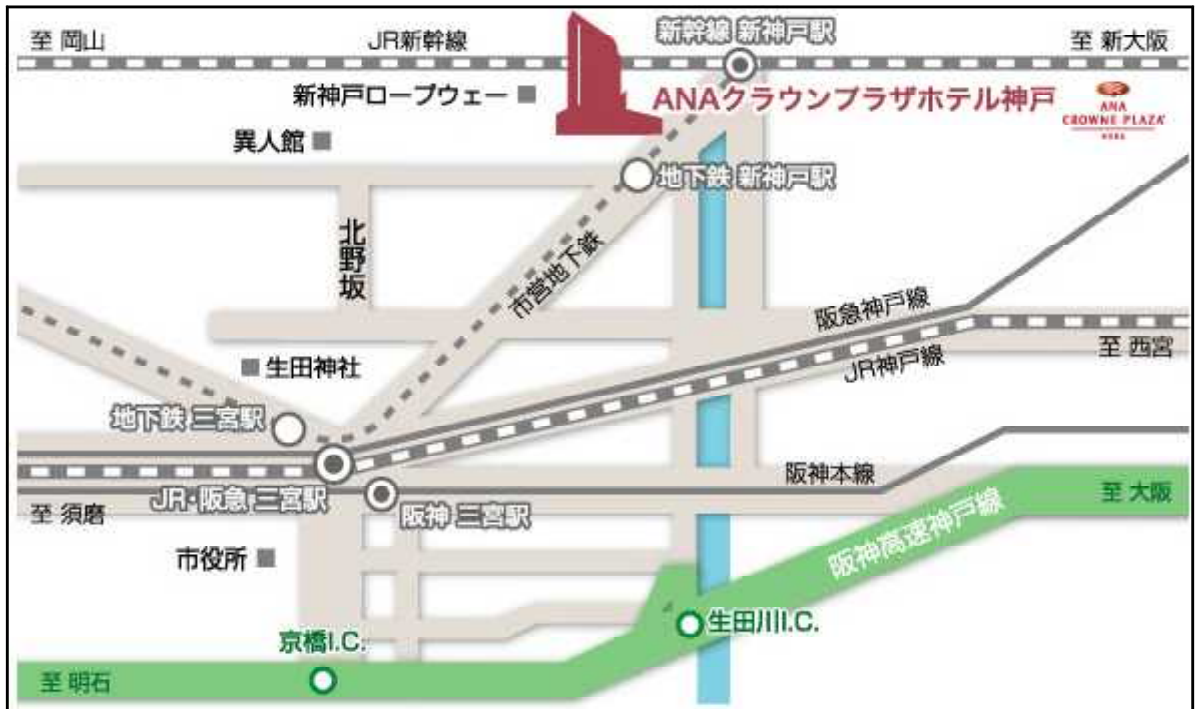 至 岡山
JR新幹線
新幹線 新神戸駅
至 新大阪
新神戸ロープウェー
ANAクラウンプラザホテル神戸
ANA
CROWNE PLAZA
KOBE
異人館
地下鉄 新神戸駅
北野坂
市営地下鉄
阪急神戸線
JR神戸線
至 西宮
生田神社
地下鉄 三宮駅
阪神本線
JR・阪急 三宮駅
阪神 三宮駅
至 須磨
至 大阪
阪神高速神戸線
市役所
生田川I.C.
京橋I.C.
至 明石